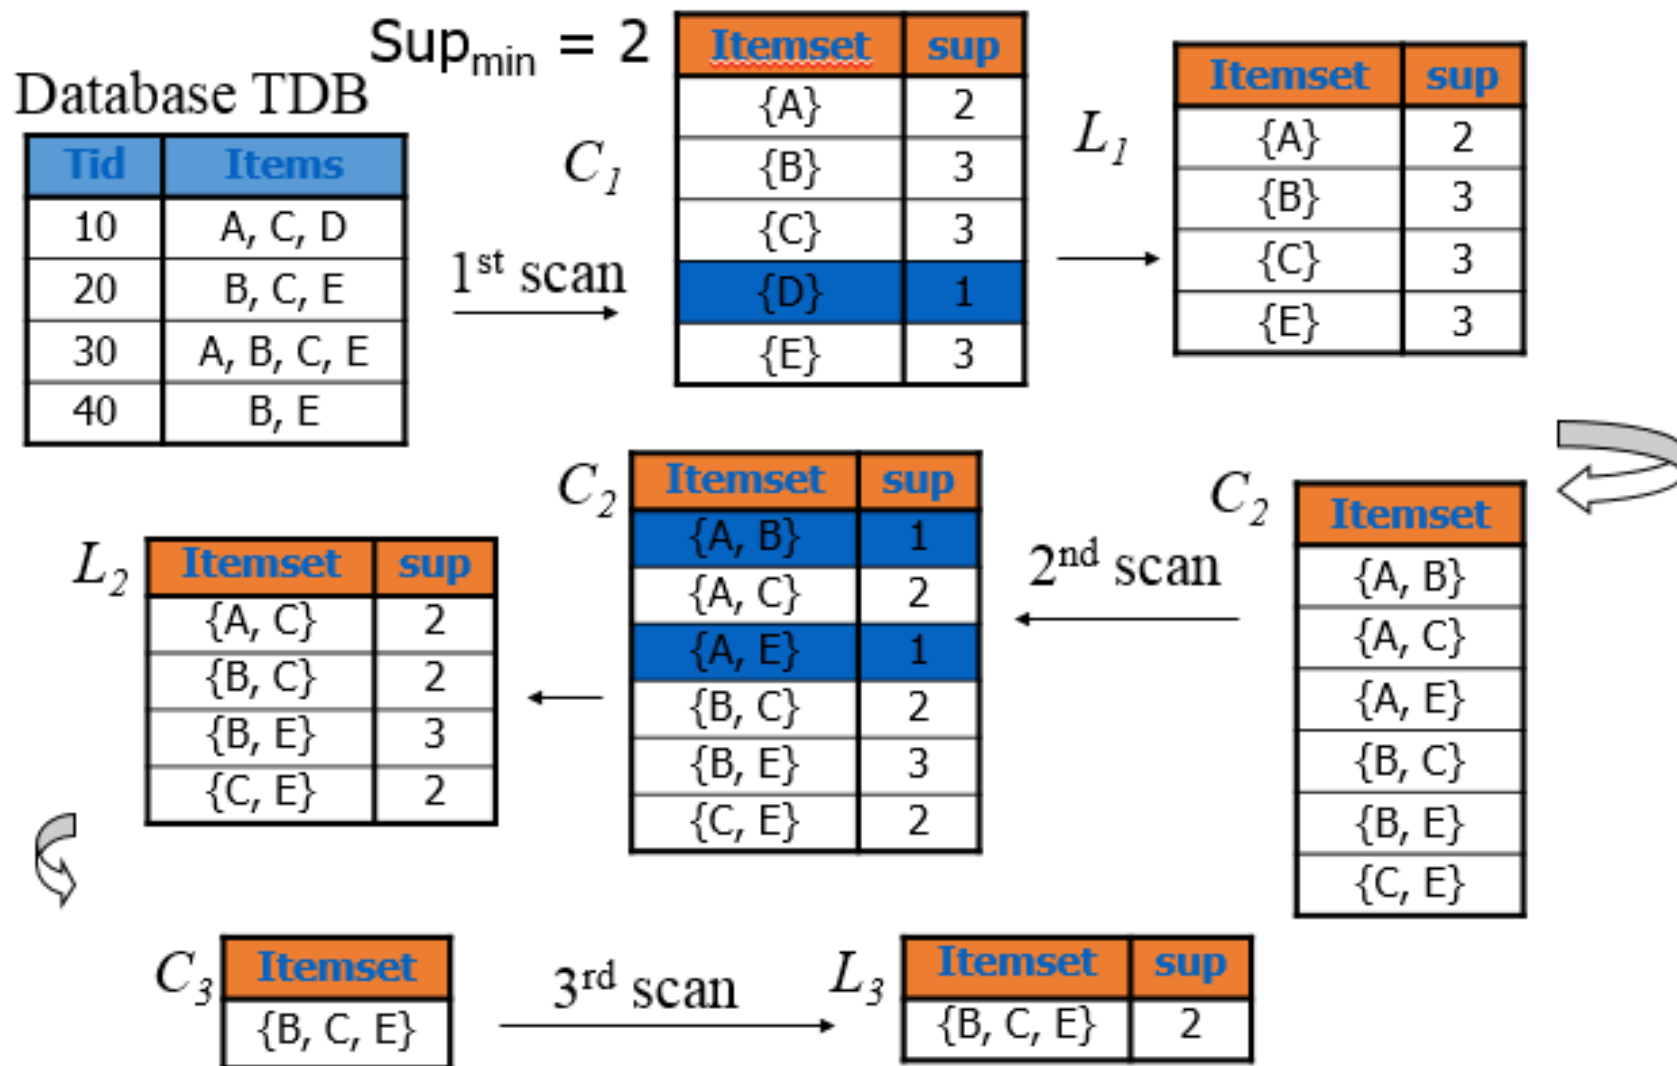 Sup_min = 2
Database TDB
Tid Items
10 A, C, D
20 B, C, E
30 A, B, C, E
40 B, E
1st scan
C1
Itemset sup
{A} 2
{B} 3
{C} 3
{D} 1
{E} 3
L1
Itemset sup
{A} 2
{B} 3
{C} 3
{E} 3
C2
Itemset
{A, B}
{A, C}
{A, E}
{B, C}
{B, E}
{C, E}
2nd scan
C2
Itemset sup
{A, B} 1
{A, C} 2
{A, E} 1
{B, C} 2
{B, E} 3
{C, E} 2
L2
Itemset sup
{A, C} 2
{B, C} 2
{B, E} 3
{C, E} 2
C3
Itemset
{B, C, E}
3rd scan
L3
Itemset sup
{B, C, E} 2